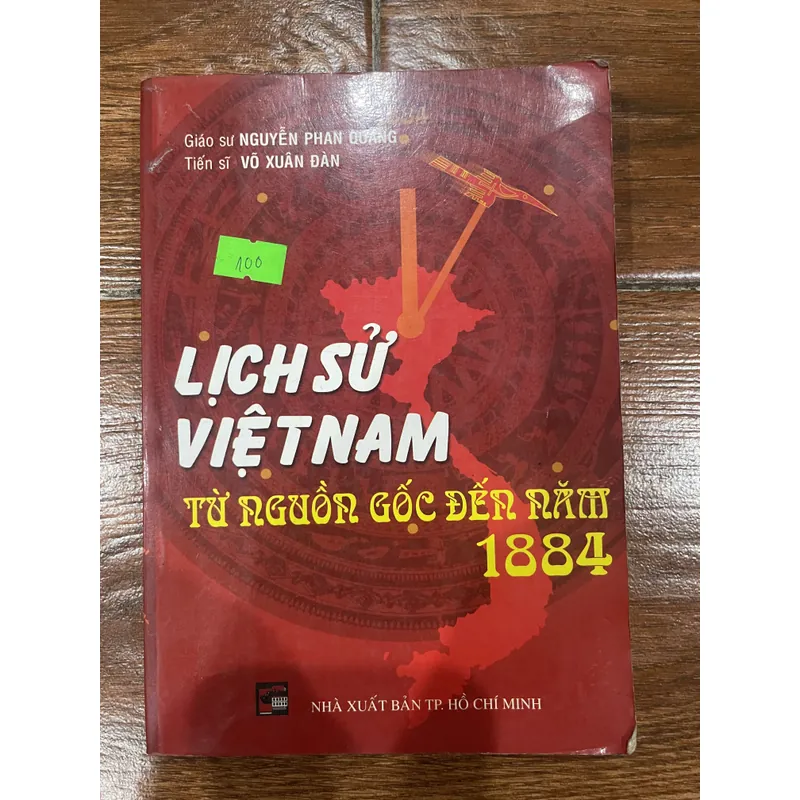 Giáo sư NGUYỄN PHAN QUANG
Tiến sĩ VÕ XUÂN ĐÀN
100
LỊCH SỬ
VIỆT NAM
TỪ NGUỒN GỐC ĐẾN NĂM
1884
NHÀ XUẤT BẢN TP. HỒ CHÍ MINH